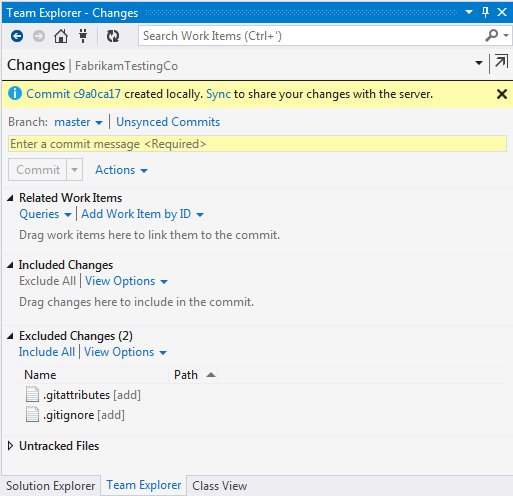 Team Explorer - Changes
Search Work Items (Ctrl+')
Changes | FabrikamTestingCo
Commit c9a0ca17 created locally. Sync to share your changes with the server.
Branch: master | Unsynced Commits
Enter a commit message <Required>
Commit Actions
Related Work Items
Queries | Add Work Item by ID
Drag work items here to link them to the commit.
Included Changes
Exclude All | View Options
Drag changes here to include in the commit.
Excluded Changes (2)
Include All | View Options
Name Path
.gitattributes [add]
.gitignore [add]
Untracked Files
Solution Explorer Team Explorer Class View